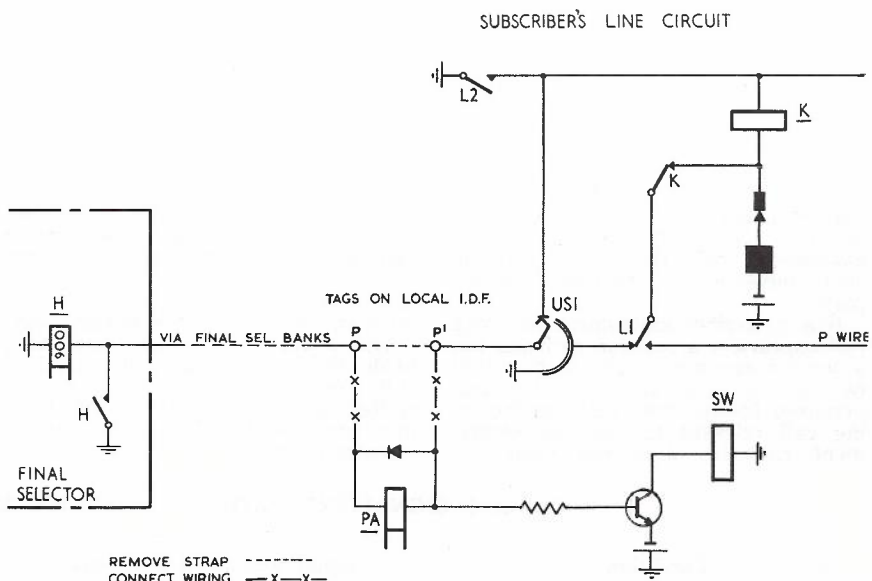 SUBSCRIBER'S LINE CIRCUIT
L2
K
K
H
900
TAGS ON LOCAL I.D.F.
US1
VIA FINAL SEL. BANKS
P
P'
L1
P WIRE
H
SW
FINAL
SELECTOR
PA
REMOVE STRAP
CONNECT WIRING —X—X—